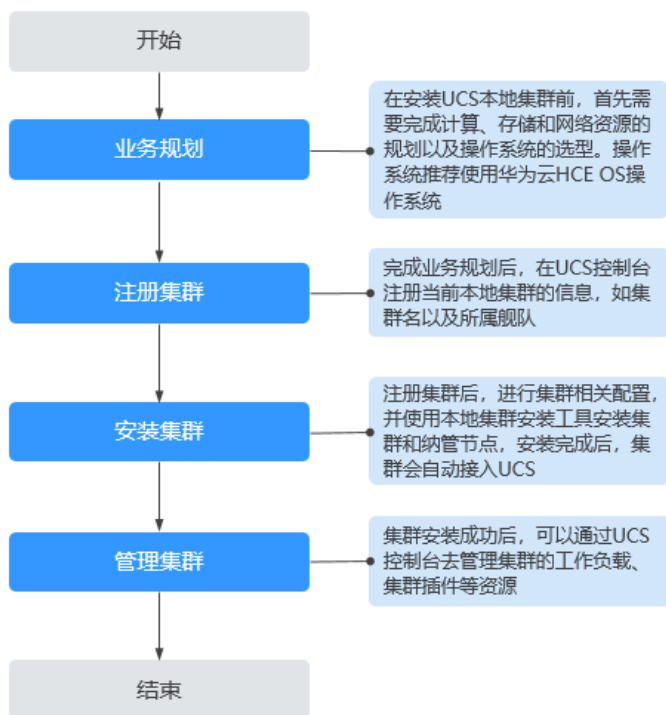 开始
业务规划
在安装UCS本地集群前，首先需
要完成计算、存储和网络资源的
规划以及操作系统的选型。操作
系统推荐使用华为云HCE OS操
作系统
注册集群
完成业务规划后，在UCS控制台
注册当前本地集群的信息，如集
群名以及所属舰队
安装集群
注册集群后，进行集群相关配置，
并使用本地集群安装工具安装集
群和纳管节点，安装完成后，集
群会自动接入UCS
管理集群
集群安装成功后，可以通过UCS
控制台去管理集群的工作负载、
集群插件等资源
结束